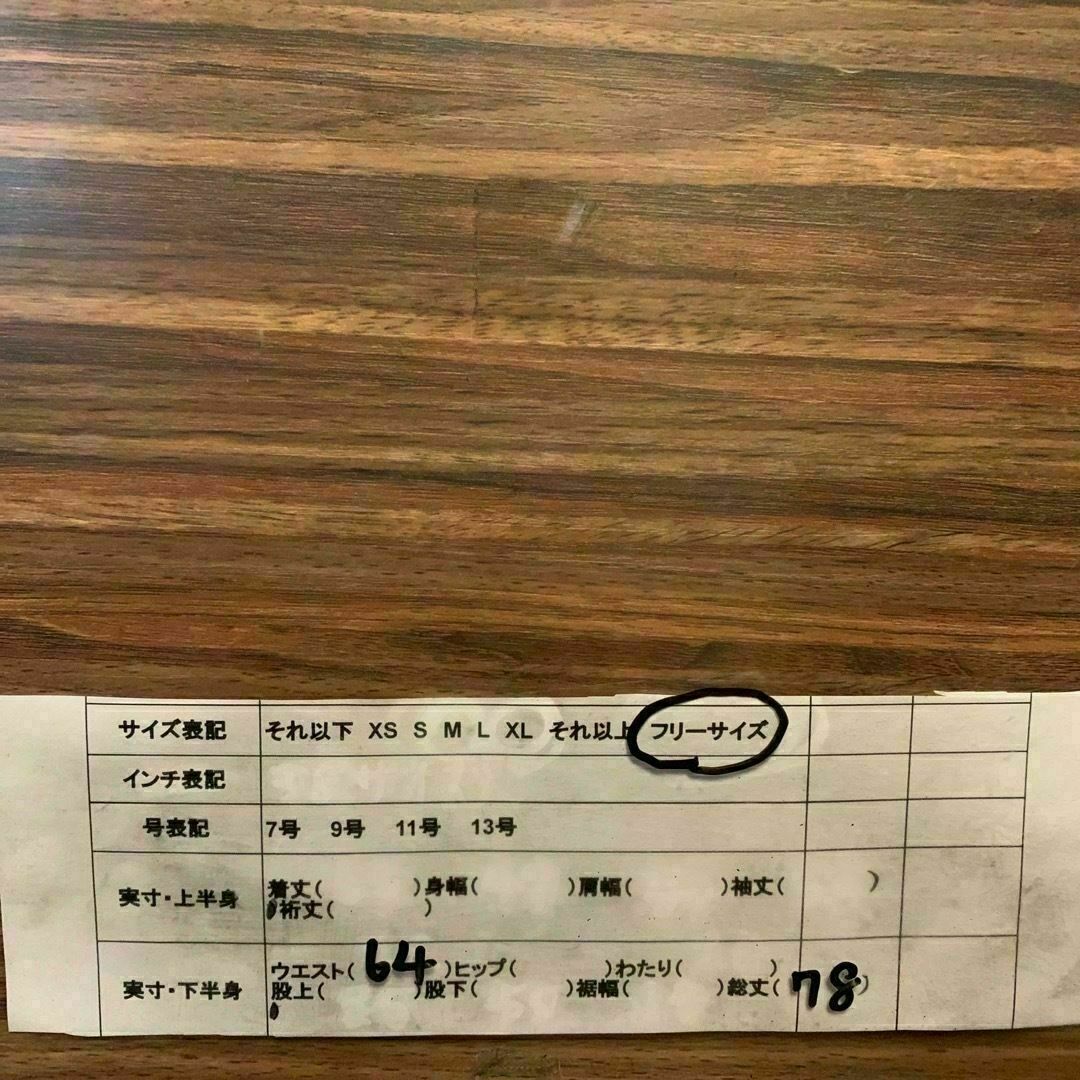 サイズ表記 それ以下 XS S M L XL それ以上 フリーサイズ
インチ表記
号表記 7号 9号 11号 13号
実寸・上半身 着丈( )身幅( )肩幅( )袖丈( )
裄丈( )
実寸・下半身 ウエスト( 64 )ヒップ( )わたり( )
股上( )股下( )裾幅( )総丈( 78 )